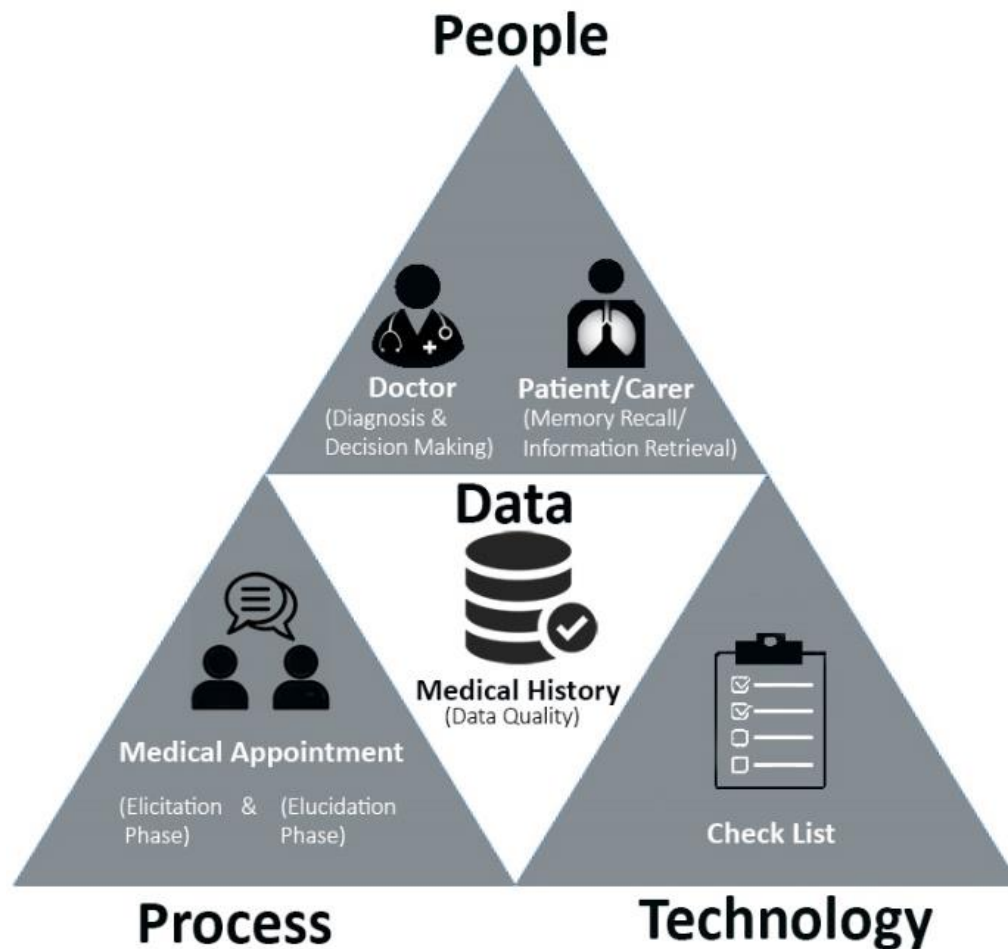 People
Doctor
(Diagnosis &
Decision Making)
Patient/Carer
(Memory Recall/
Information Retrieval)
Data
Medical History
(Data Quality)
Medical Appointment
(Elicitation &
Phase)
(Elucidation
Phase)
Check List
Process
Technology